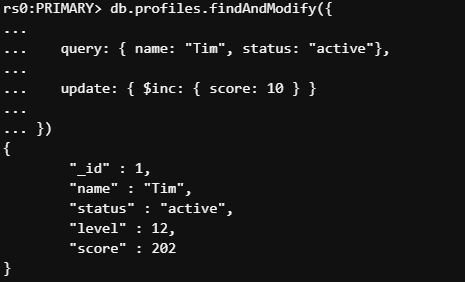 rs0:PRIMARY> db.profiles.findAndModify({
...
...    query: { name: "Tim", status: "active"},
...
...    update: { $inc: { score: 10 } }
...
... })
{
        "_id" : 1,
        "name" : "Tim",
        "status" : "active",
        "level" : 12,
        "score" : 202
}